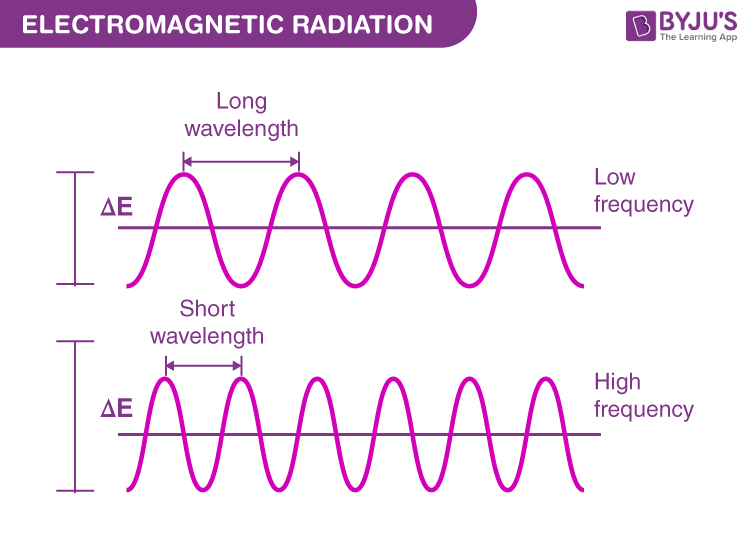 ELECTROMAGNETIC RADIATION
BYJU'S
The Learning App
Long
wavelength
ΔE
Low
frequency
Short
wavelength
ΔE
High
frequency